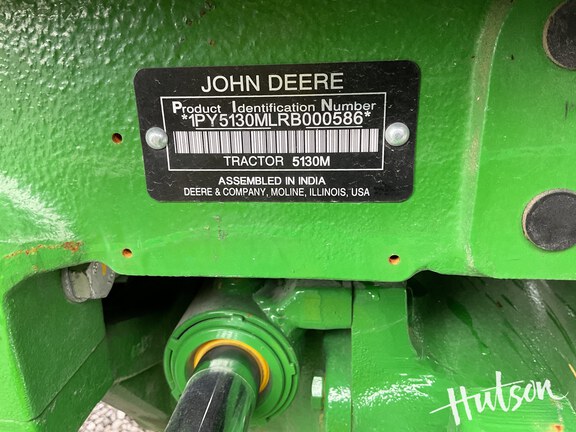 JOHN DEERE
Product Identification Number
*1PY5130MLRB000586*
TRACTOR 5130M
ASSEMBLED IN INDIA
DEERE & COMPANY, MOLINE, ILLINOIS, USA
Hutson